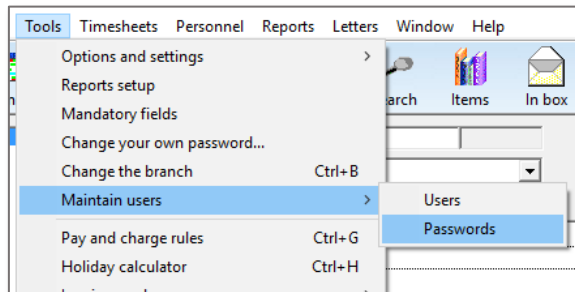 Tools Timesheets Personnel Reports Letters Window Help
Options and settings
Reports setup
Items In box
Mandatory fields
Change your own password...
Change the branch Ctrl+B
Maintain users
Users
Passwords
Pay and charge rules Ctrl+G
Holiday calculator Ctrl+H